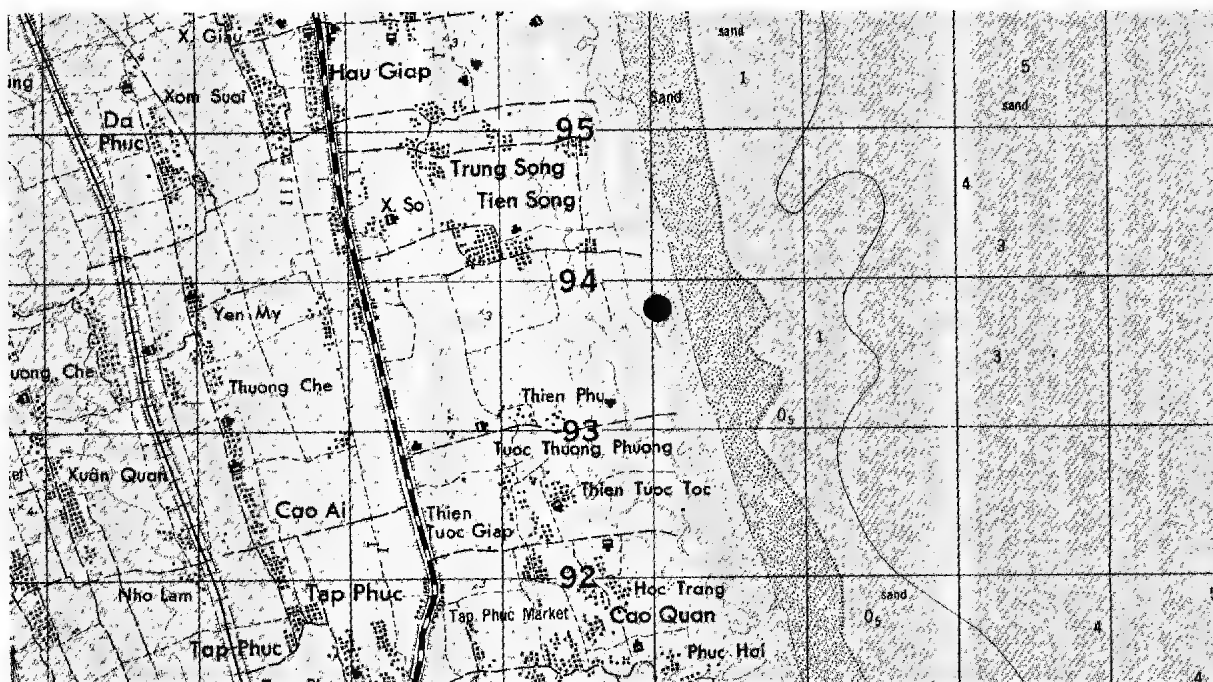 sand
X. Giau
3
1
5
Hau Giap
Xom Suoi
Sand
sand
Da
Phuc
95
Trung Song
4
Tien Song
X. So
3
94
Yen My
3
1
3
Thuong Che
Thien Phu
0₅
93
Tuoc Thuong Phuong
Xuân Quan
Thien Tuoc Toc
Cao Ai
Thien
Tuoc Giap
92
Nho Lam
Tap Phuc
Hoc Trang
sand
Tap Phuc Market
Cao Quan
0₅
4
Tap Phuc
Phuc Hai
4